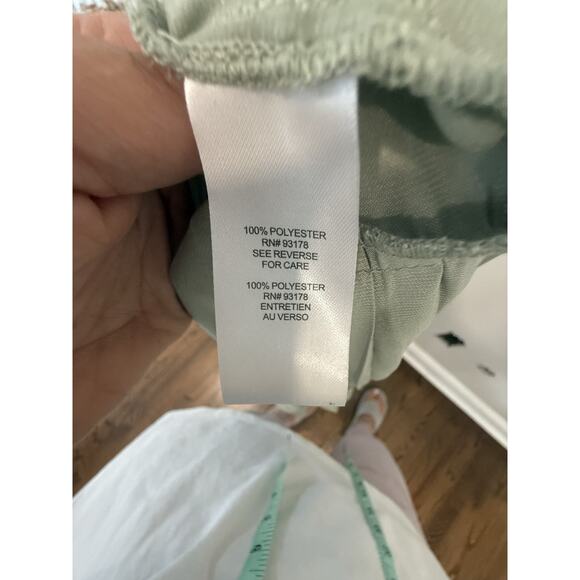 100% POLYESTER
RN# 93178
SEE REVERSE
FOR CARE
100% POLYESTER
RN# 93178
ENTRETIEN
AU VERSO